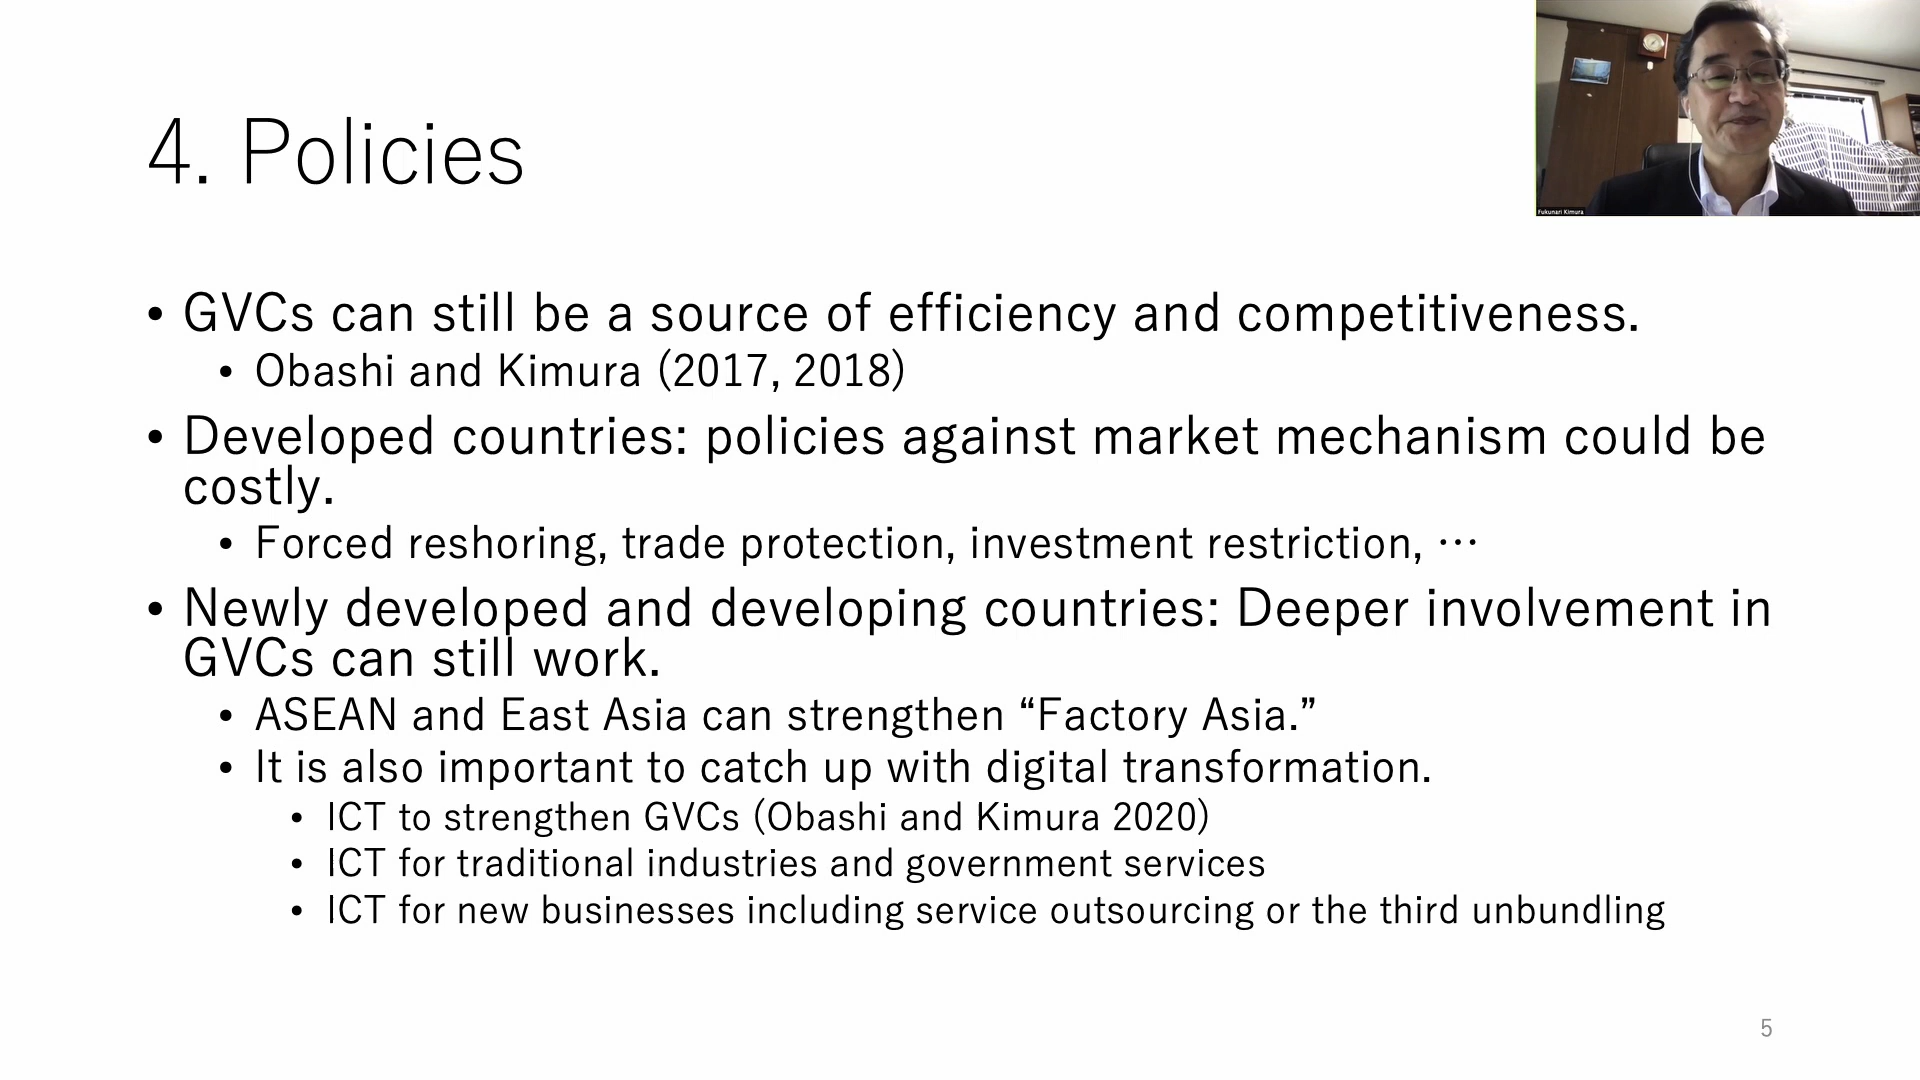 4. Policies
Fukunari Kimura
• GVCs can still be a source of efficiency and competitiveness.
• Obashi and Kimura (2017, 2018)
• Developed countries: policies against market mechanism could be
costly.
• Forced reshoring, trade protection, investment restriction, …
• Newly developed and developing countries: Deeper involvement in
GVCs can still work.
• ASEAN and East Asia can strengthen “Factory Asia.”
• It is also important to catch up with digital transformation.
• ICT to strengthen GVCs (Obashi and Kimura 2020)
• ICT for traditional industries and government services
• ICT for new businesses including service outsourcing or the third unbundling
5